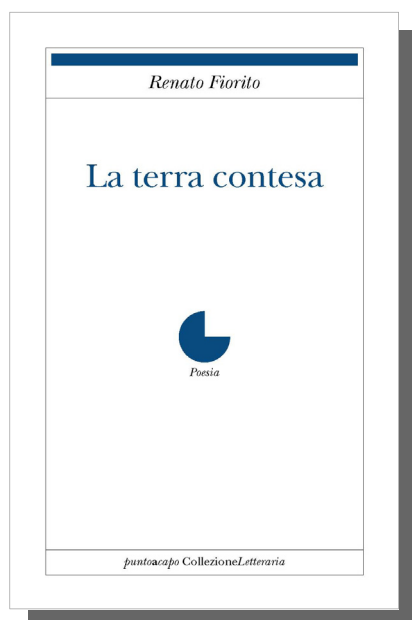 Renato Fiorito
La terra contesa
Poesia
puntoacapo CollezioneLetteraria